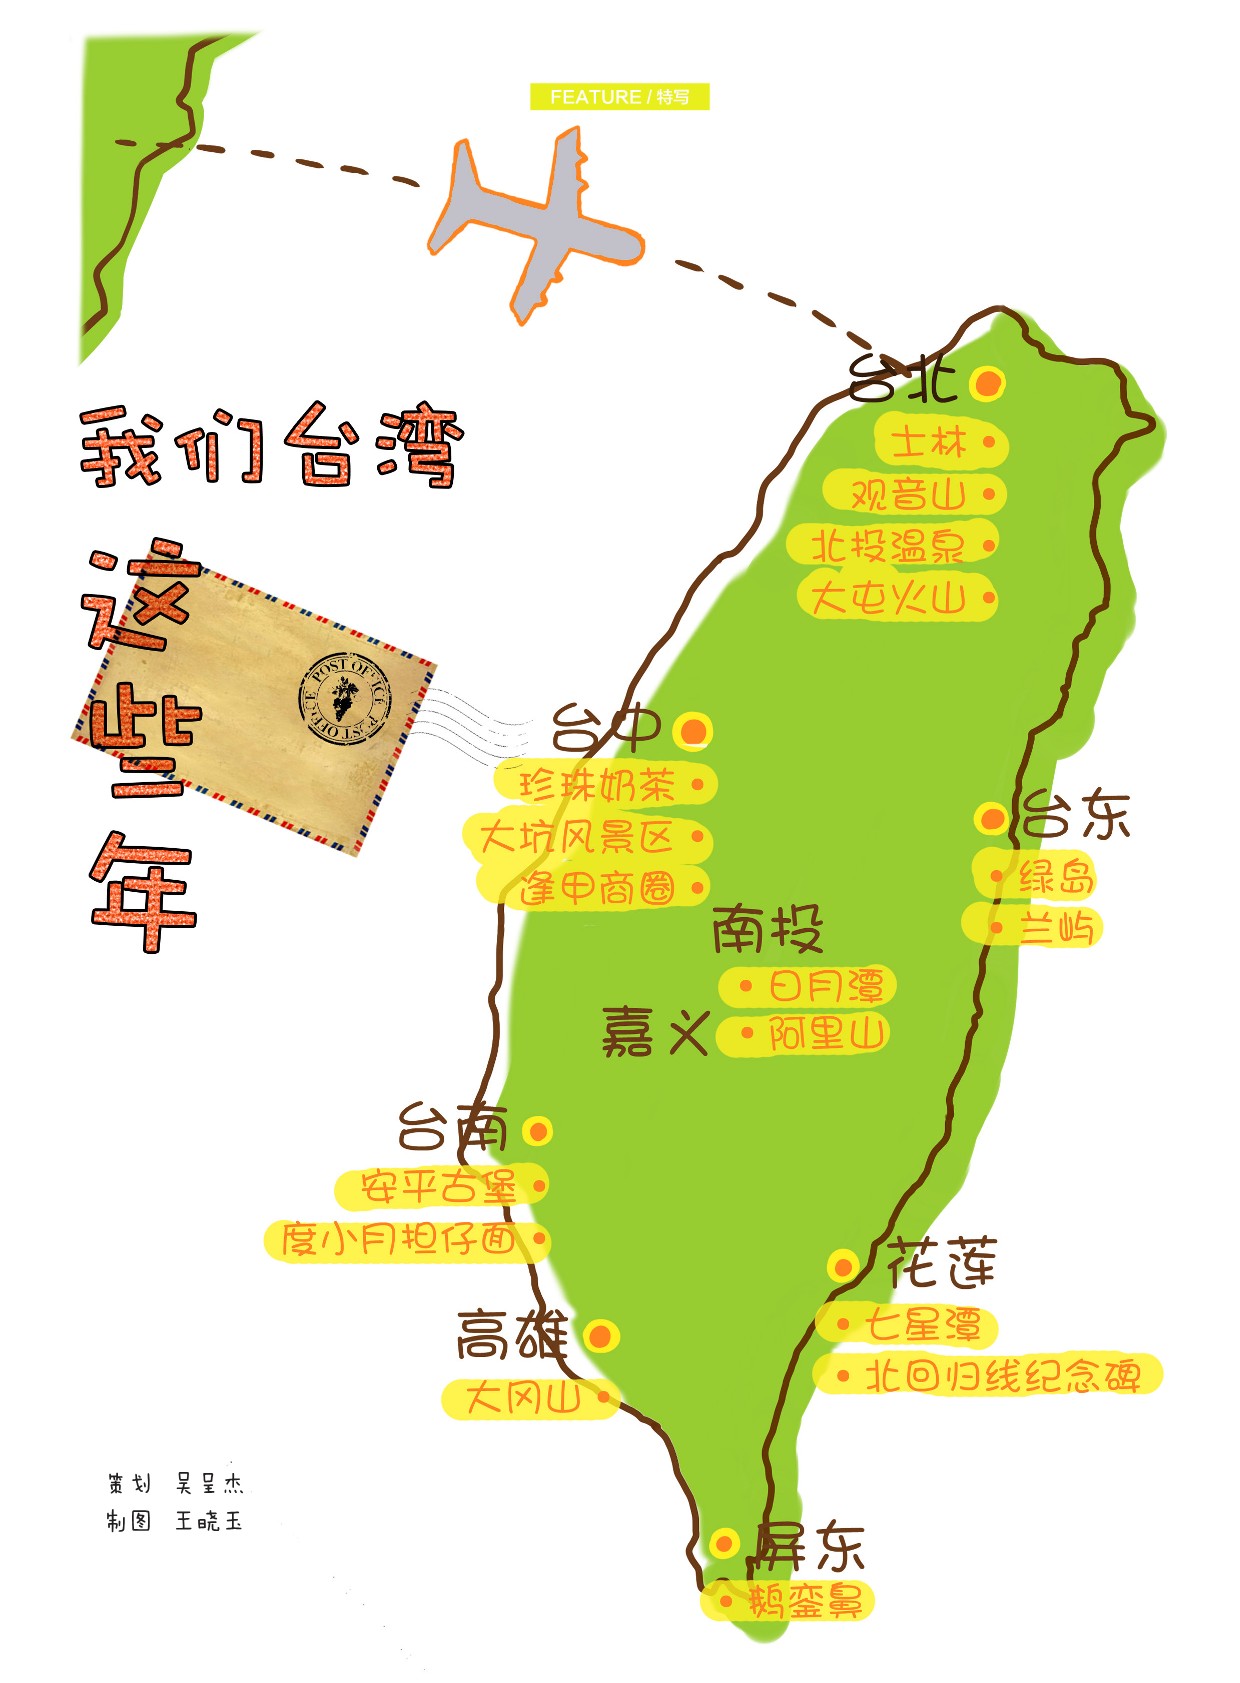 FEATURE / 特写
我们台湾
这些年
POST OFFICE POST OFFICE
台北
士林
观音山
北投温泉
大屯火山
台中
珍珠奶茶
大坑风景区
逢甲商圈
台东
绿岛
兰屿
南投
日月潭
嘉义
阿里山
台南
安平古堡
度小月担仔面
花莲
七星潭
北回归线纪念碑
高雄
大冈山
屏东
鹅銮鼻
策划 吴呈杰
制图 王晓玉